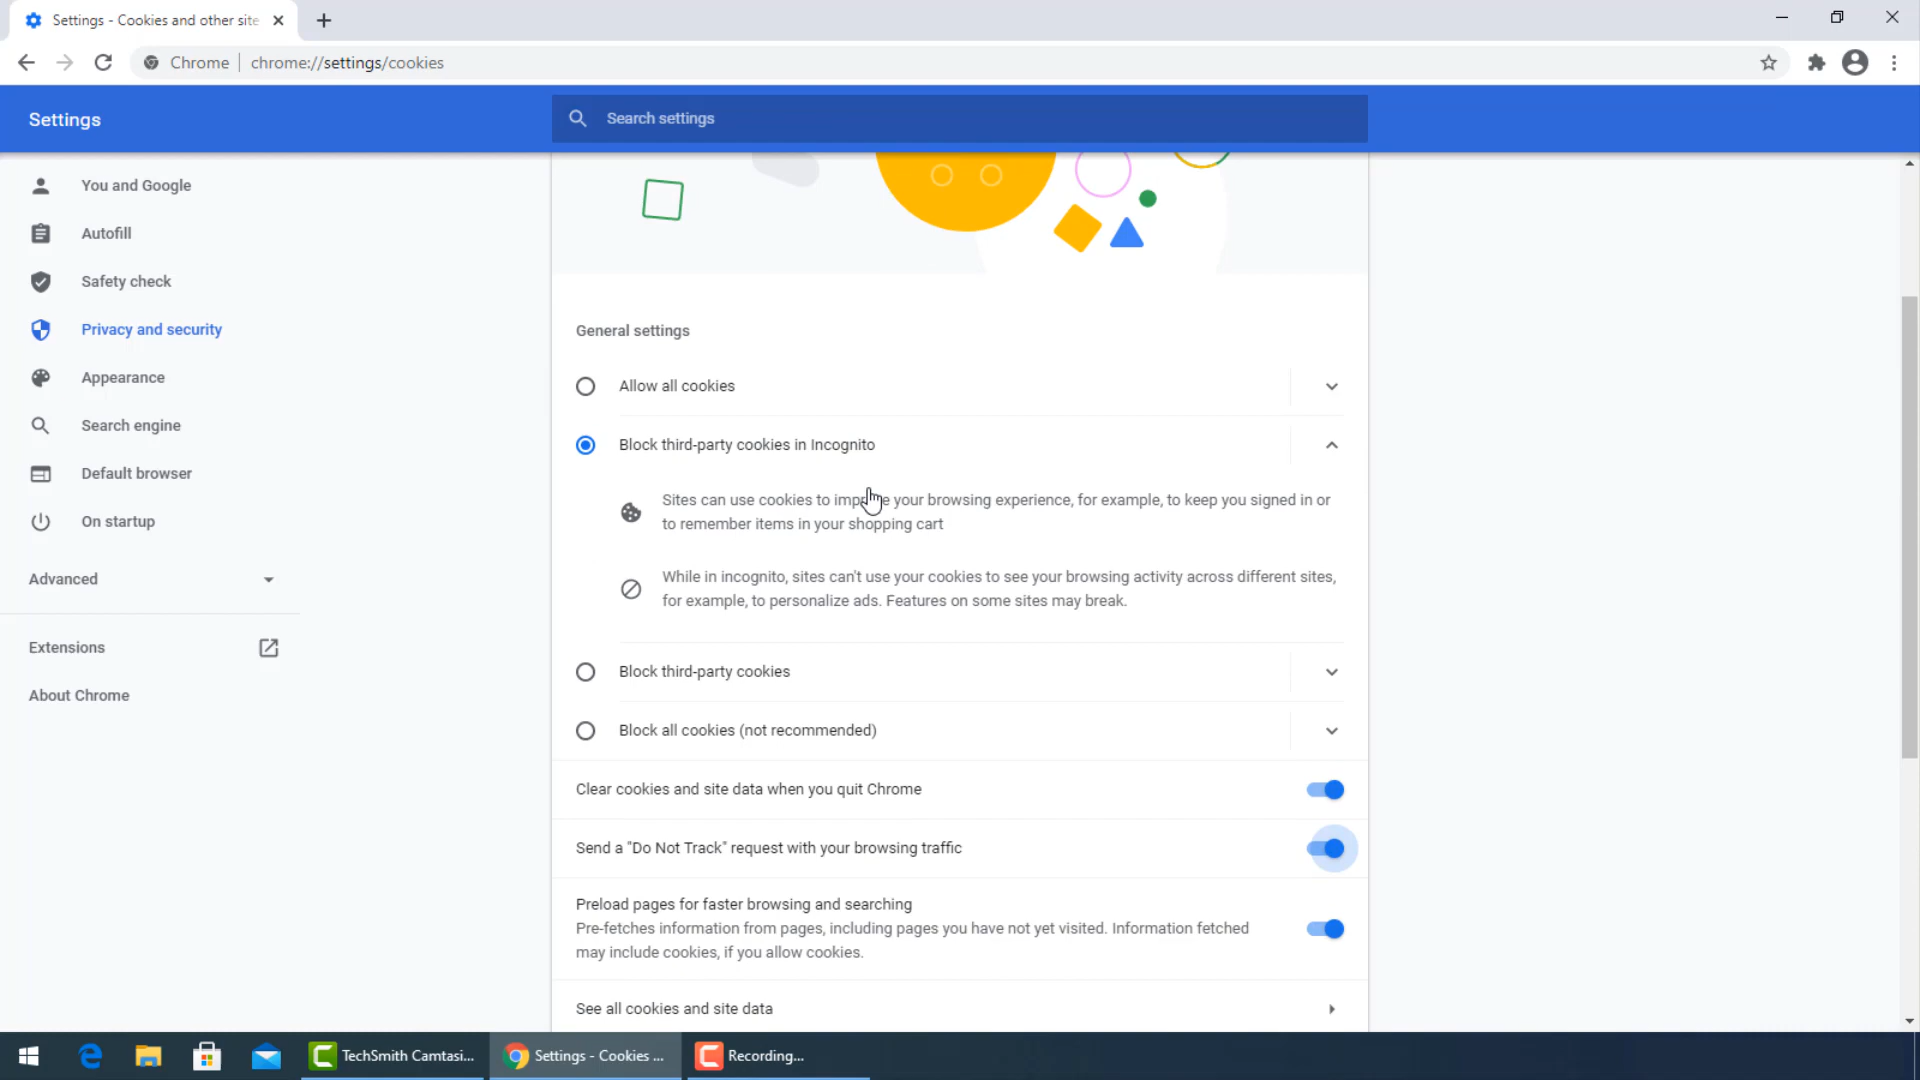 Settings - Cookies and other site
Chrome
chrome://settings/cookies
Settings
Search settings
You and Google
Autofill
Safety check
Privacy and security
Appearance
Search engine
Default browser
On startup
Advanced
Extensions
About Chrome
General settings
Allow all cookies
Block third-party cookies in Incognito
Sites can use cookies to improve your browsing experience, for example, to keep you signed in or
to remember items in your shopping cart
While in incognito, sites can't use your cookies to see your browsing activity across different sites,
for example, to personalize ads. Features on some sites may break.
Block third-party cookies
Block all cookies (not recommended)
Clear cookies and site data when you quit Chrome
Send a "Do Not Track" request with your browsing traffic
Preload pages for faster browsing and searching
Pre-fetches information from pages, including pages you have not yet visited. Information fetched
may include cookies, if you allow cookies.
See all cookies and site data
TechSmith Camtasi...
Settings - Cookies ...
Recording...